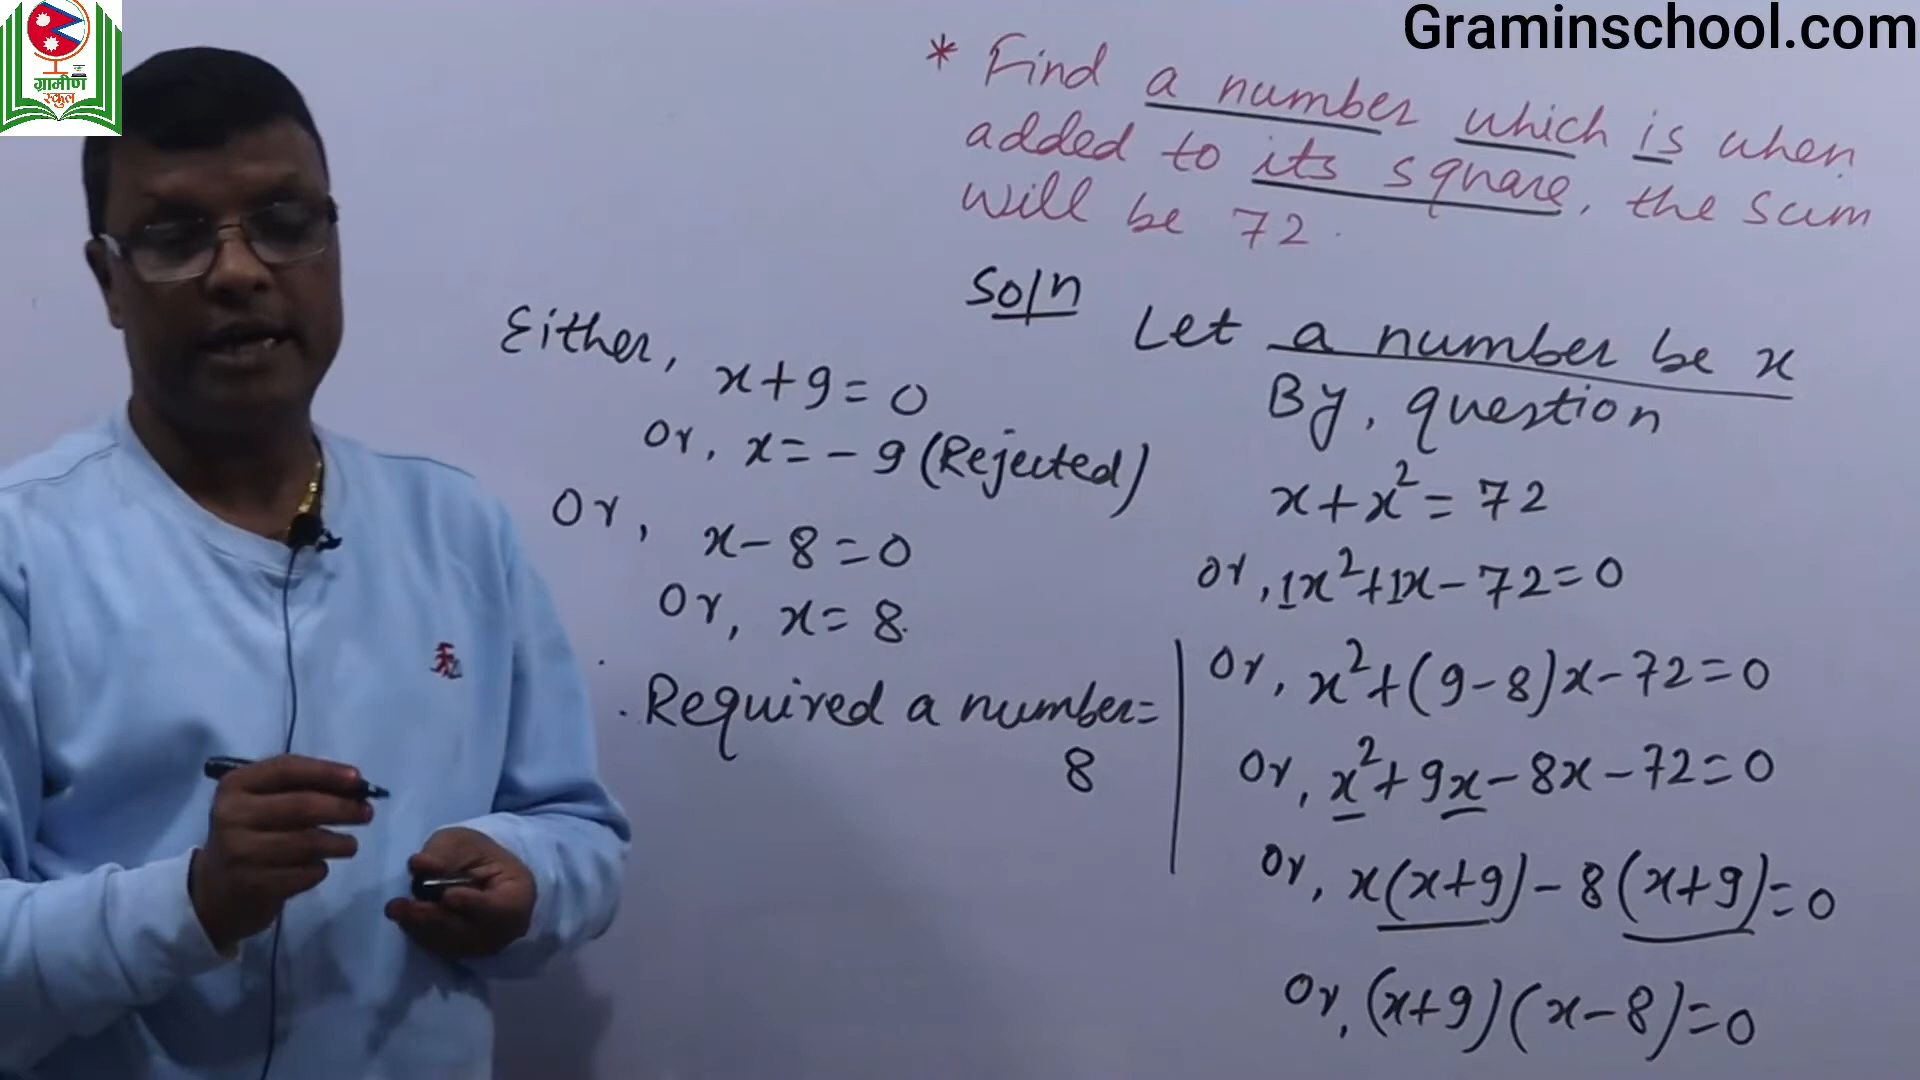 ग्रामीण
स्कुल
Graminschool.com
* Find a number which is when
added to its square, the sum
will be 72.
Soln
Let a number be x
By, question
x+x²=72
or, 1x²+1x-72=0
Or, x²+(9-8)x-72=0
Or, x²+9x-8x-72=0
Or, x(x+9)-8(x+9)=0
Or, (x+9)(x-8)=0
Either,
x+9=0
Or, x=-9 (Rejected)
Or,
x-8=0
Or, x=8.
∴ Required a number=
8